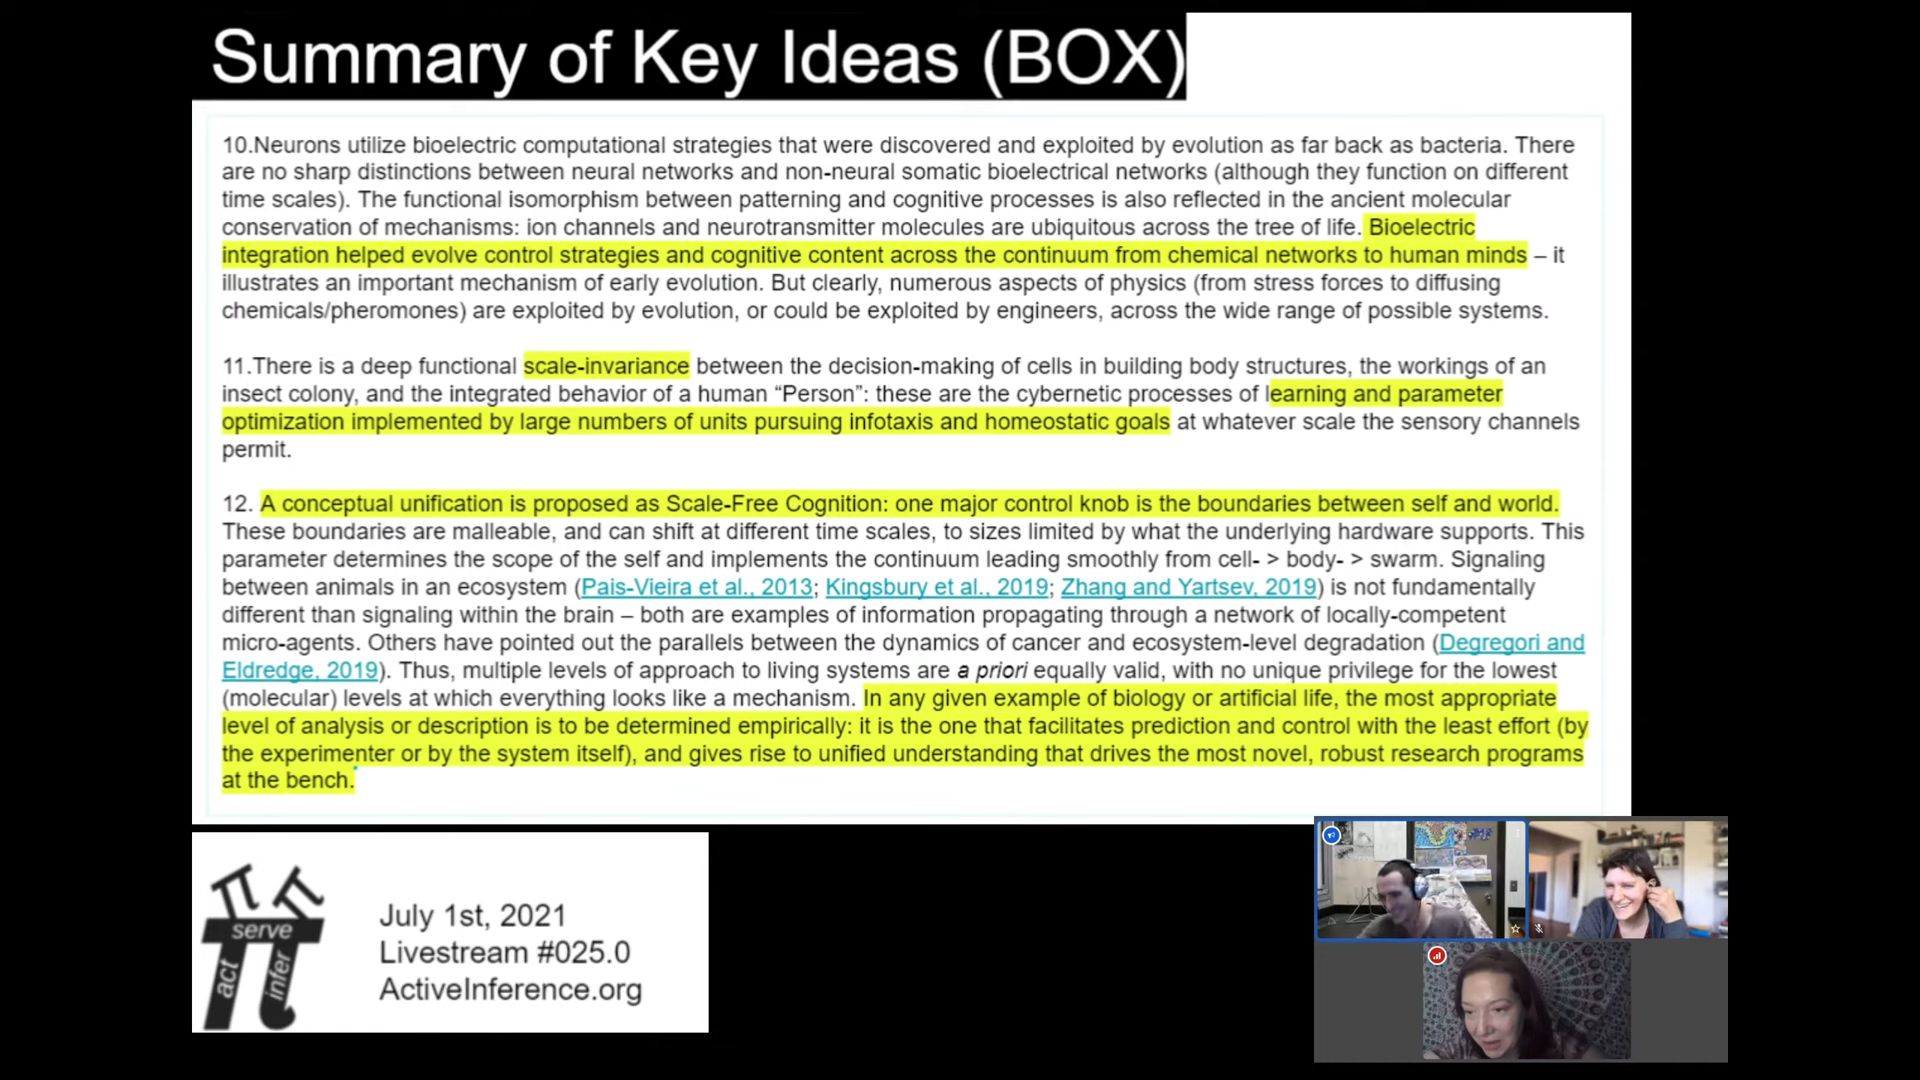 Summary of Key Ideas (BOX)
10.Neurons utilize bioelectric computational strategies that were discovered and exploited by evolution as far back as bacteria. There
are no sharp distinctions between neural networks and non-neural somatic bioelectrical networks (although they function on different
time scales). The functional isomorphism between patterning and cognitive processes is also reflected in the ancient molecular
conservation of mechanisms: ion channels and neurotransmitter molecules are ubiquitous across the tree of life. Bioelectric
integration helped evolve control strategies and cognitive content across the continuum from chemical networks to human minds – it
illustrates an important mechanism of early evolution. But clearly, numerous aspects of physics (from stress forces to diffusing
chemicals/pheromones) are exploited by evolution, or could be exploited by engineers, across the wide range of possible systems.
11.There is a deep functional scale-invariance between the decision-making of cells in building body structures, the workings of an
insect colony, and the integrated behavior of a human “Person”: these are the cybernetic processes of learning and parameter
optimization implemented by large numbers of units pursuing infotaxis and homeostatic goals at whatever scale the sensory channels
permit.
12. A conceptual unification is proposed as Scale-Free Cognition: one major control knob is the boundaries between self and world.
These boundaries are malleable, and can shift at different time scales, to sizes limited by what the underlying hardware supports. This
parameter determines the scope of the self and implements the continuum leading smoothly from cell- > body- > swarm. Signaling
between animals in an ecosystem (Pais-Vieira et al., 2013; Kingsbury et al., 2019; Zhang and Yartsev, 2019) is not fundamentally
different than signaling within the brain – both are examples of information propagating through a network of locally-competent
micro-agents. Others have pointed out the parallels between the dynamics of cancer and ecosystem-level degradation (Degregori and
Eldredge, 2019). Thus, multiple levels of approach to living systems are a priori equally valid, with no unique privilege for the lowest
(molecular) levels at which everything looks like a mechanism. In any given example of biology or artificial life, the most appropriate
level of analysis or description is to be determined empirically: it is the one that facilitates prediction and control with the least effort (by
the experimenter or by the system itself), and gives rise to unified understanding that drives the most novel, robust research programs
at the bench.
serve
act
infer
July 1st, 2021
Livestream #025.0
ActiveInference.org